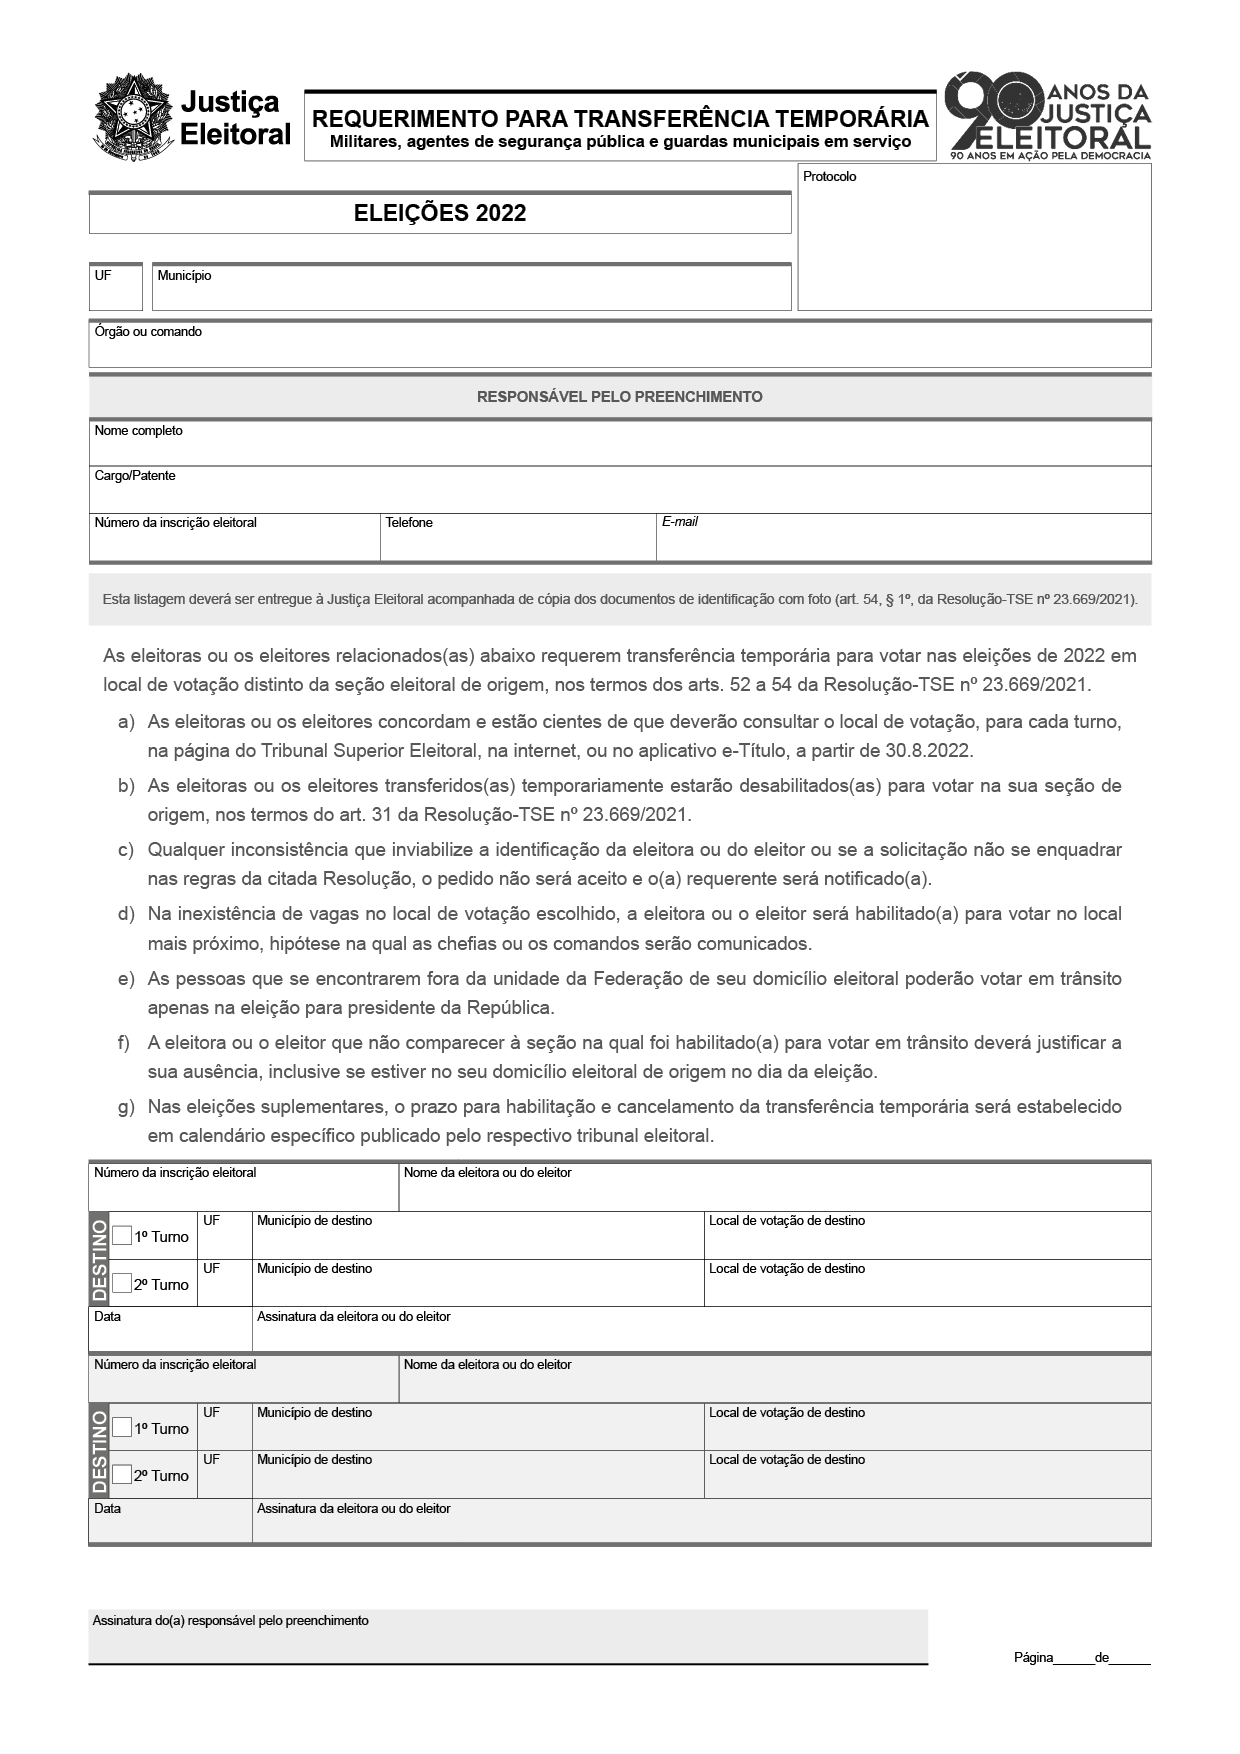 Justiça
Eleitoral
REQUERIMENTO PARA TRANSFERÊNCIA TEMPORÁRIA
Militares, agentes de segurança pública e guardas municipais em serviço
90 ANOS DA
JUSTIÇA
ELEITORAL
90 ANOS EM AÇÃO PELA DEMOCRACIA
Protocolo
ELEIÇÕES 2022
UF
Município
Órgão ou comando
RESPONSÁVEL PELO PREENCHIMENTO
Nome completo
Cargo/Patente
Número da inscrição eleitoral
Telefone
E-mail
Esta listagem deverá ser entregue à Justiça Eleitoral acompanhada de cópia dos documentos de identificação com foto (art. 54, § 1º, da Resolução-TSE nº 23.669/2021).
As eleitoras ou os eleitores relacionados(as) abaixo requerem transferência temporária para votar nas eleições de 2022 em
local de votação distinto da seção eleitoral de origem, nos termos dos arts. 52 a 54 da Resolução-TSE nº 23.669/2021.
a) As eleitoras ou os eleitores concordam e estão cientes de que deverão consultar o local de votação, para cada turno,
na página do Tribunal Superior Eleitoral, na internet, ou no aplicativo e-Título, a partir de 30.8.2022.
b) As eleitoras ou os eleitores transferidos(as) temporariamente estarão desabilitados(as) para votar na sua seção de
origem, nos termos do art. 31 da Resolução-TSE nº 23.669/2021.
c) Qualquer inconsistência que inviabilize a identificação da eleitora ou do eleitor ou se a solicitação não se enquadrar
nas regras da citada Resolução, o pedido não será aceito e o(a) requerente será notificado(a).
d) Na inexistência de vagas no local de votação escolhido, a eleitora ou o eleitor será habilitado(a) para votar no local
mais próximo, hipótese na qual as chefias ou os comandos serão comunicados.
e) As pessoas que se encontrarem fora da unidade da Federação de seu domicílio eleitoral poderão votar em trânsito
apenas na eleição para presidente da República.
f) A eleitora ou o eleitor que não comparecer à seção na qual foi habilitado(a) para votar em trânsito deverá justificar a
sua ausência, inclusive se estiver no seu domicílio eleitoral de origem no dia da eleição.
g) Nas eleições suplementares, o prazo para habilitação e cancelamento da transferência temporária será estabelecido
em calendário específico publicado pelo respectivo tribunal eleitoral.
Número da inscrição eleitoral
Nome da eleitora ou do eleitor
DESTINO
1º Turno
UF
Município de destino
Local de votação de destino
2º Turno
UF
Município de destino
Local de votação de destino
Data
Assinatura da eleitora ou do eleitor
Número da inscrição eleitoral
Nome da eleitora ou do eleitor
DESTINO
1º Turno
UF
Município de destino
Local de votação de destino
2º Turno
UF
Município de destino
Local de votação de destino
Data
Assinatura da eleitora ou do eleitor
Assinatura do(a) responsável pelo preenchimento
Página______de______